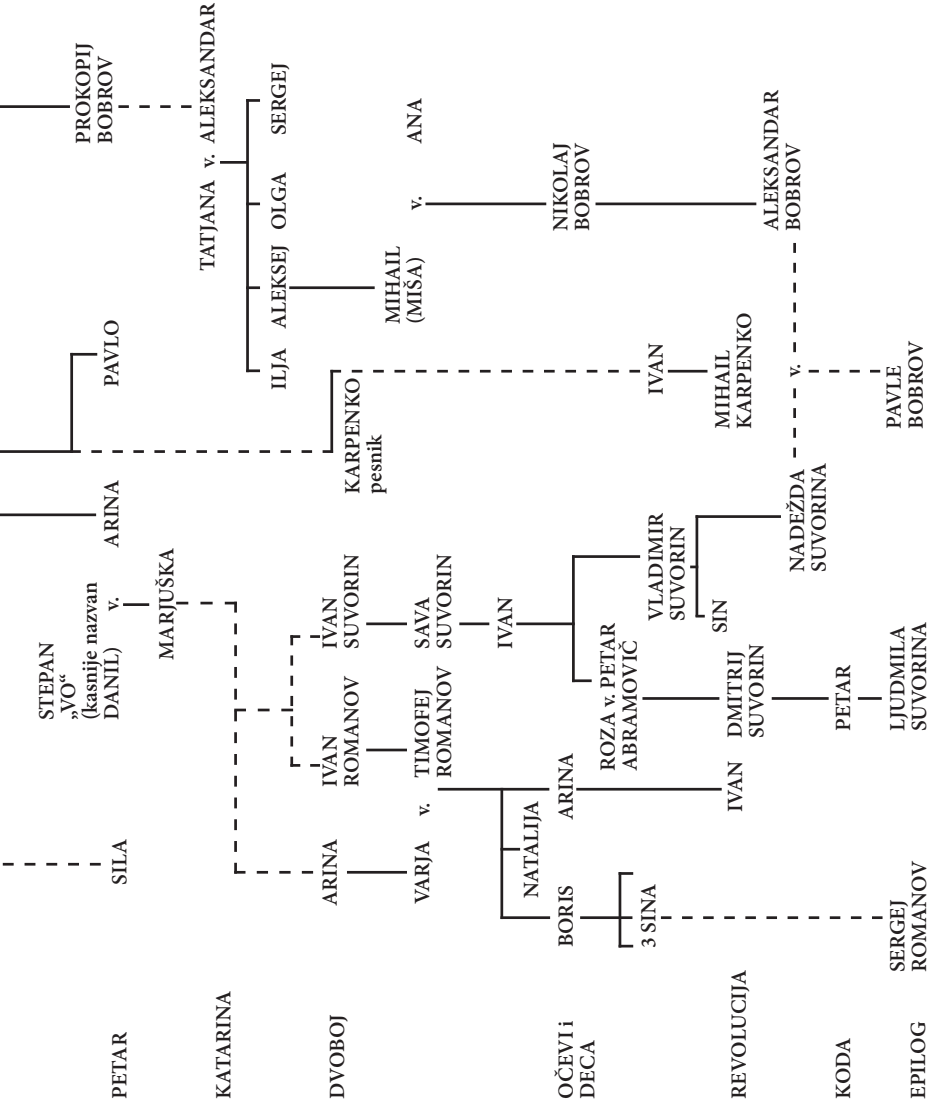 PETAR
SILA
STEPAN
„VO“
(kasnije nazvan
DANIL)
v.
MARJUŠKA
ARINA
PAVLO
PROKOPIJ
BOBROV
KATARINA
TATJANA v. ALEKSANDAR
ILJA
ALEKSEJ
OLGA
SERGEJ
DVOBOJ
ARINA
IVAN
ROMANOV
IVAN
SUVORIN
KARPENKO
pesnik
VARJA
v.
TIMOFEJ
ROMANOV
SAVA
SUVORIN
MIHAIL
(MIŠA)
v.
ANA
IVAN
OČEVI i
DECA
BORIS
NATALIJA
ARINA
ROZA v. PETAR
ABRAMOVIČ
VLADIMIR
SUVORIN
IVAN
NIKOLAJ
BOBROV
3 SINA
SIN
REVOLUCIJA
IVAN
DMITRIJ
SUVORIN
MIHAIL
KARPENKO
NADEŽDA
SUVORINA
v.
ALEKSANDAR
BOBROV
KODA
PETAR
EPILOG
SERGEJ
ROMANOV
LJUDMILA
SUVORINA
PAVLE
BOBROV